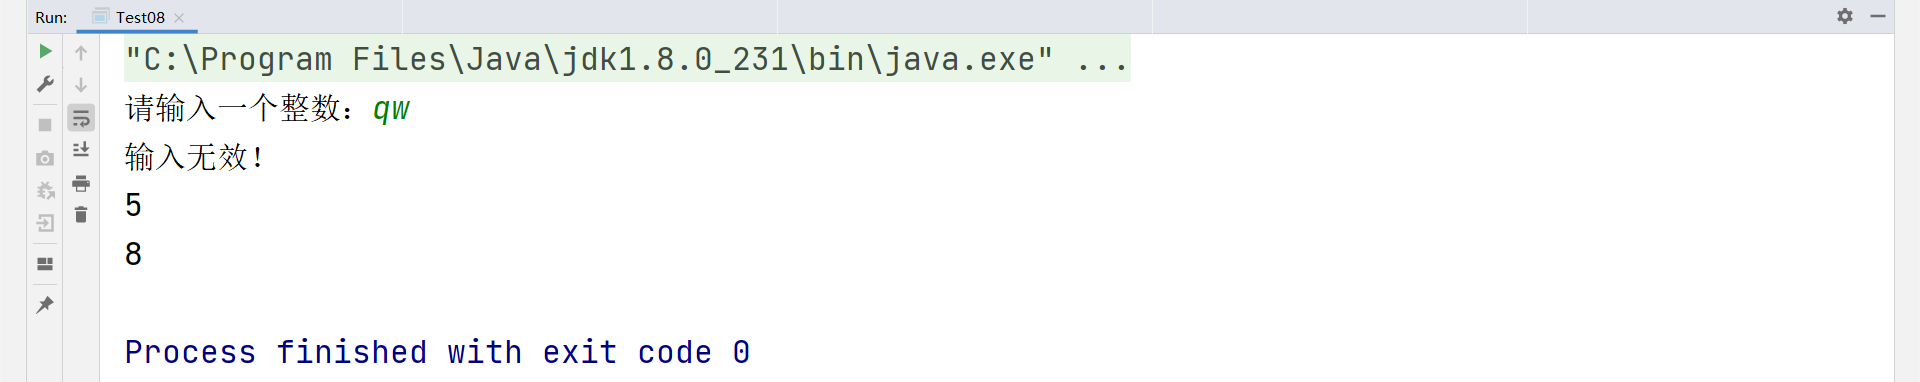 Run: Test08
"C:\Program Files\Java\jdk1.8.0_231\bin\java.exe" ...
请输入一个整数：qw
输入无效！
5
8
Process finished with exit code 0